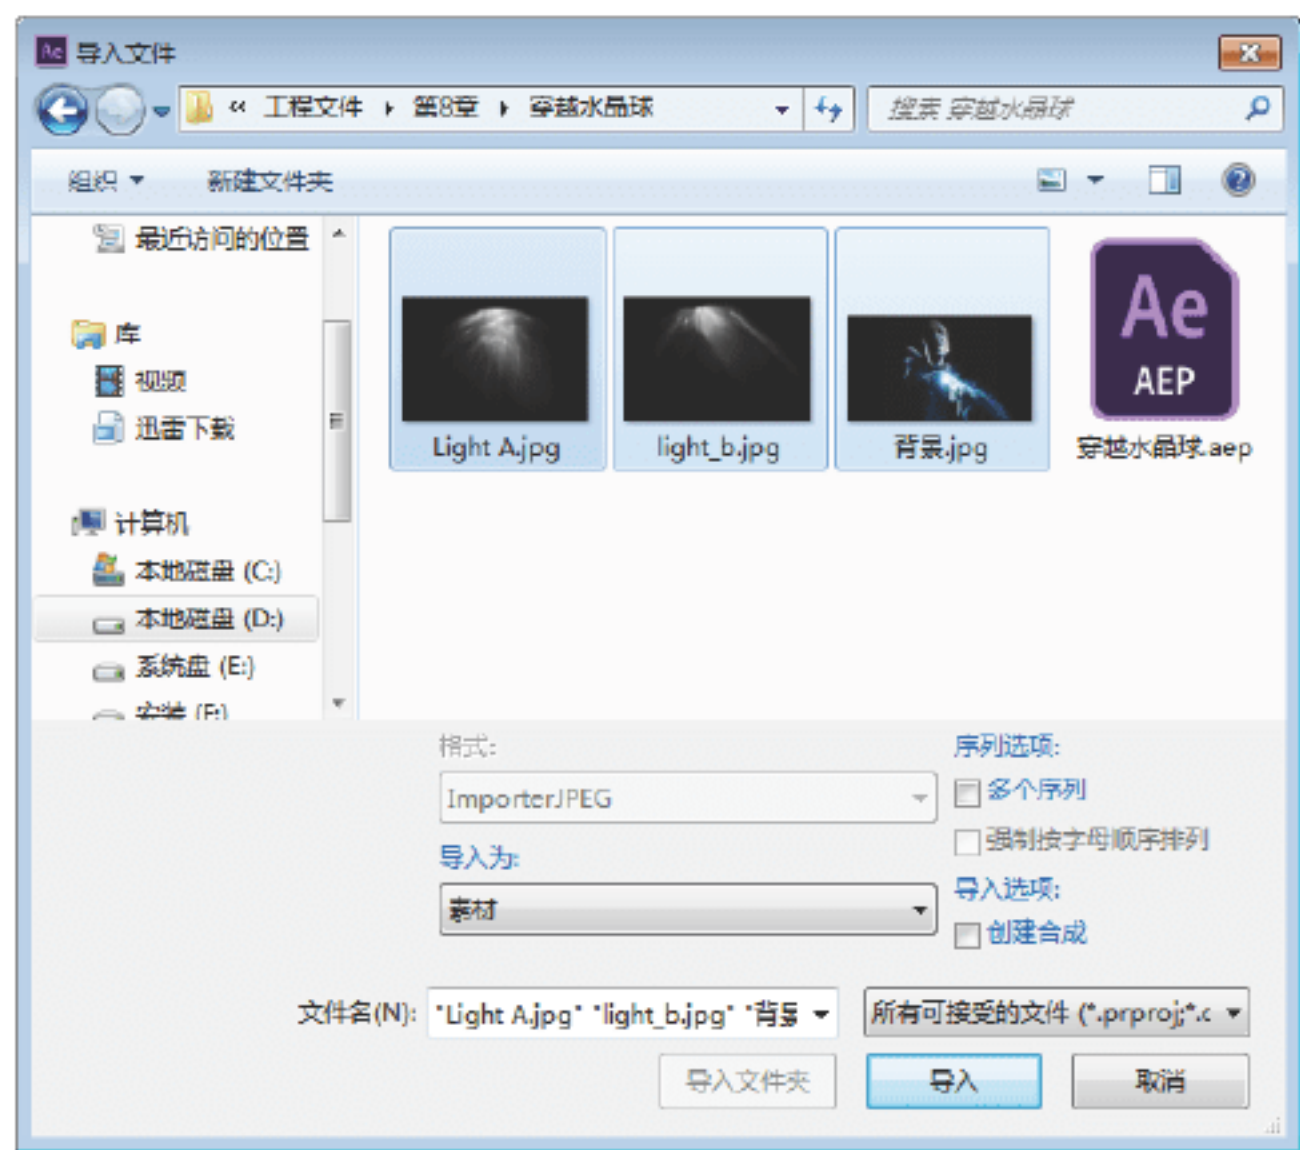 Ae 导入文件
« 工程文件 ▸ 第8章 ▸ 穿越水晶球
搜索 穿越水晶球
组织 新建文件夹
最近访问的位置
库
视频
迅雷下载
计算机
本地磁盘 (C:)
本地磁盘 (D:)
系统盘 (E:)
安装 (F:)
Light A.jpg
light_b.jpg
背景.jpg
Ae
AEP
穿越水晶球.aep
格式:
ImporterJPEG
导入为:
素材
序列选项:
多个序列
强制按字母顺序排列
导入选项:
创建合成
文件名(N): "Light A.jpg" "light_b.jpg" "背景
所有可接受的文件 (*.prproj;*.c
导入文件夹 导入 取消